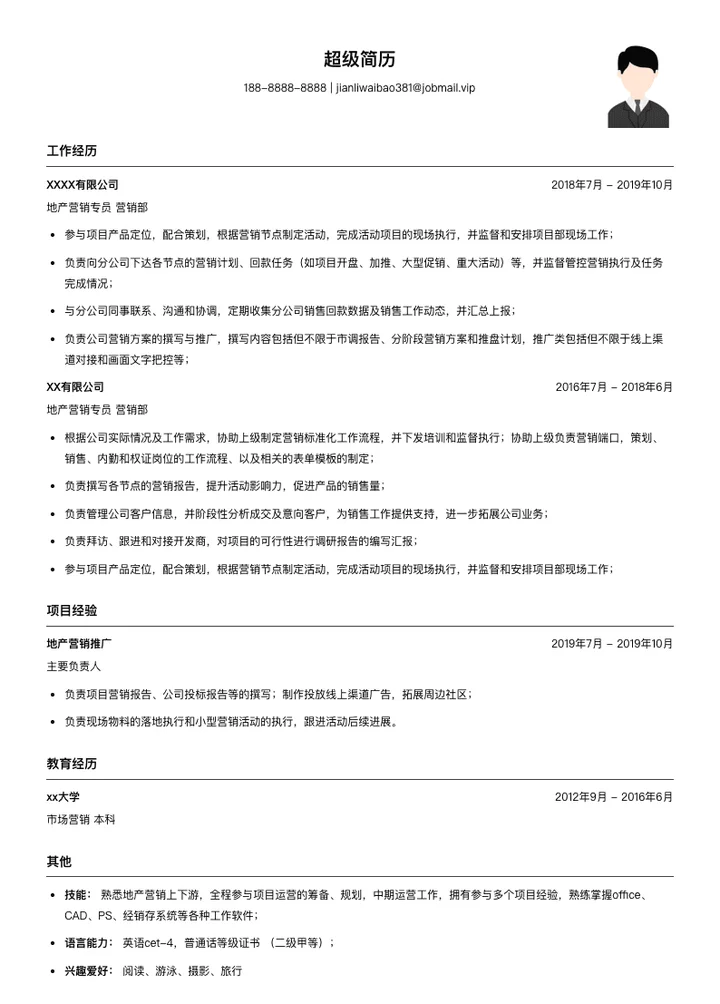 超级简历
188-8888-8888 | jianliwaibao381@jobmail.vip
工作经历
XXXX有限公司 2018年7月 – 2019年10月
地产营销专员 营销部
• 参与项目产品定位，配合策划，根据营销节点制定活动，完成活动项目的现场执行，并监督和安排项目部现场工作；
• 负责向分公司下达各节点的营销计划、回款任务（如项目开盘、加推、大型促销、重大活动）等，并监督管控营销执行及任务
完成情况；
• 与分公司同事联系、沟通和协调，定期收集分公司销售回款数据及销售工作动态，并汇总上报；
• 负责公司营销方案的撰写与推广，撰写内容包括但不限于市调报告、分阶段营销方案和推盘计划，推广类包括但不限于线上渠
道对接和画面文字把控等；
XX有限公司 2016年7月 – 2018年6月
地产营销专员 营销部
• 根据公司实际情况及工作需求，协助上级制定营销标准化工作流程，并下发培训和监督执行；协助上级负责营销端口，策划、
销售、内勤和权证岗位的工作流程、以及相关的表单模板的制定；
• 负责撰写各节点的营销报告，提升活动影响力，促进产品的销售量；
• 负责管理公司客户信息，并阶段性分析成交及意向客户，为销售工作提供支持，进一步拓展公司业务；
• 负责拜访、跟进和对接开发商，对项目的可行性进行调研报告的编写汇报；
• 参与项目产品定位，配合策划，根据营销节点制定活动，完成活动项目的现场执行，并监督和安排项目部现场工作；
项目经验
地产营销推广 2019年7月 – 2019年10月
主要负责人
• 负责项目营销报告、公司投标报告等的撰写；制作投放线上渠道广告，拓展周边社区；
• 负责现场物料的落地执行和小型营销活动的执行，跟进活动后续进展。
教育经历
xx大学 2012年9月 – 2016年6月
市场营销 本科
其他
• 技能： 熟悉地产营销上下游，全程参与项目运营的筹备、规划，中期运营工作，拥有参与多个项目经验，熟练掌握office、
CAD、PS、经销存系统等各种工作软件；
• 语言能力： 英语cet-4，普通话等级证书 （二级甲等）；
• 兴趣爱好： 阅读、游泳、摄影、旅行